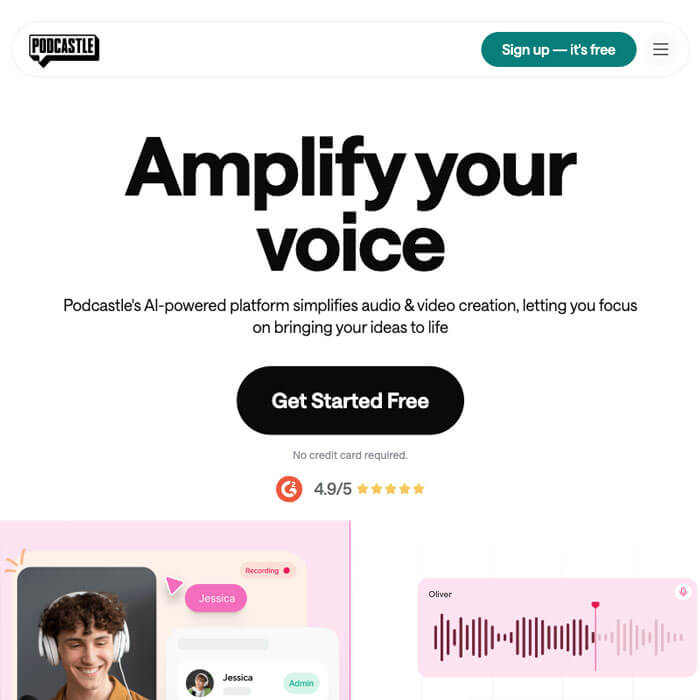 PODCASTLE
Sign up — it's free
Amplify your
voice
Podcastle's AI-powered platform simplifies audio & video creation, letting you focus
on bringing your ideas to life
Get Started Free
No credit card required.
G2
4.9/5
Recording
Jessica
Jessica
Admin
Oliver